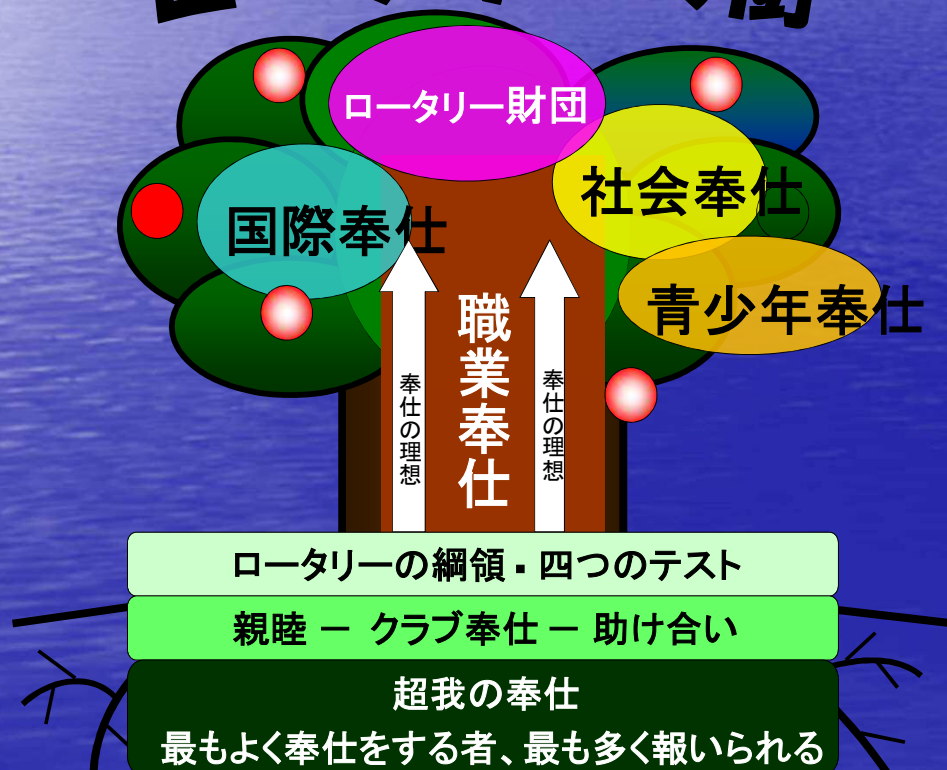 ロータリー財団
社会奉仕
国際奉仕
青少年奉仕
職業奉仕
奉仕の理想
奉仕の理想
ロータリーの綱領・四つのテスト
親睦 － クラブ奉仕 － 助け合い
超我の奉仕
最もよく奉仕をする者、最も多く報いられる